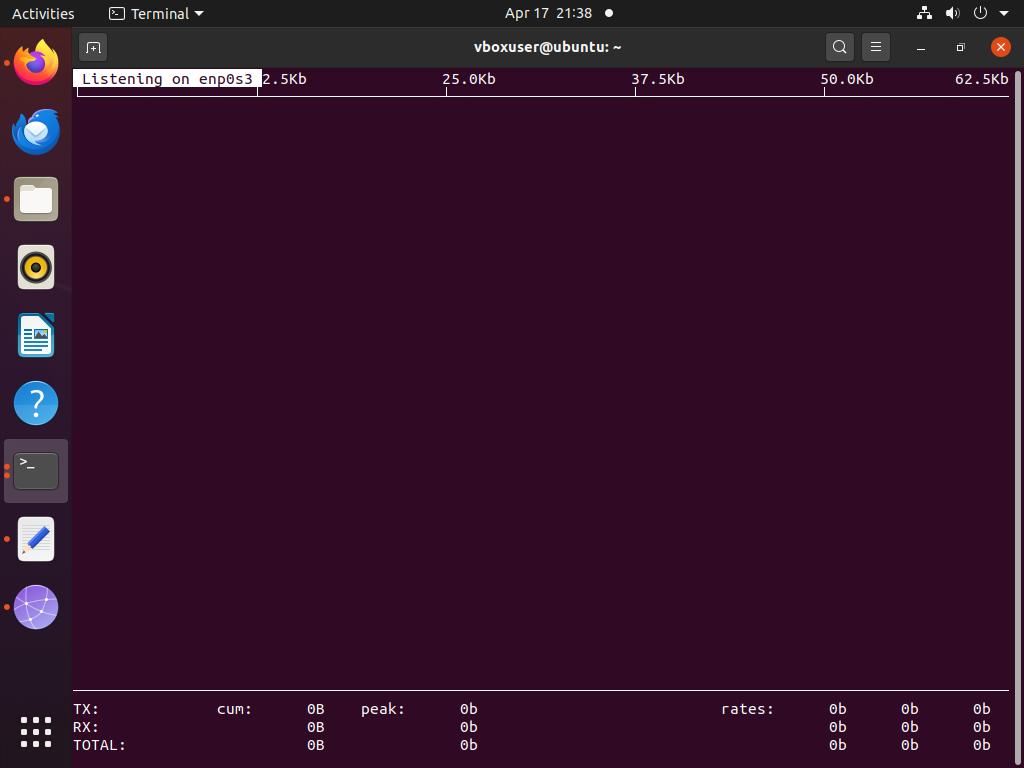 Activities Terminal Apr 17 21:38
vboxuser@ubuntu: ~
Listening on enp0s3 2.5Kb 25.0Kb 37.5Kb 50.0Kb 62.5Kb
?
>_
TX: cum: 0B peak: 0b rates: 0b 0b 0b
RX: 0B 0b 0b 0b 0b
TOTAL: 0B 0b 0b 0b 0b